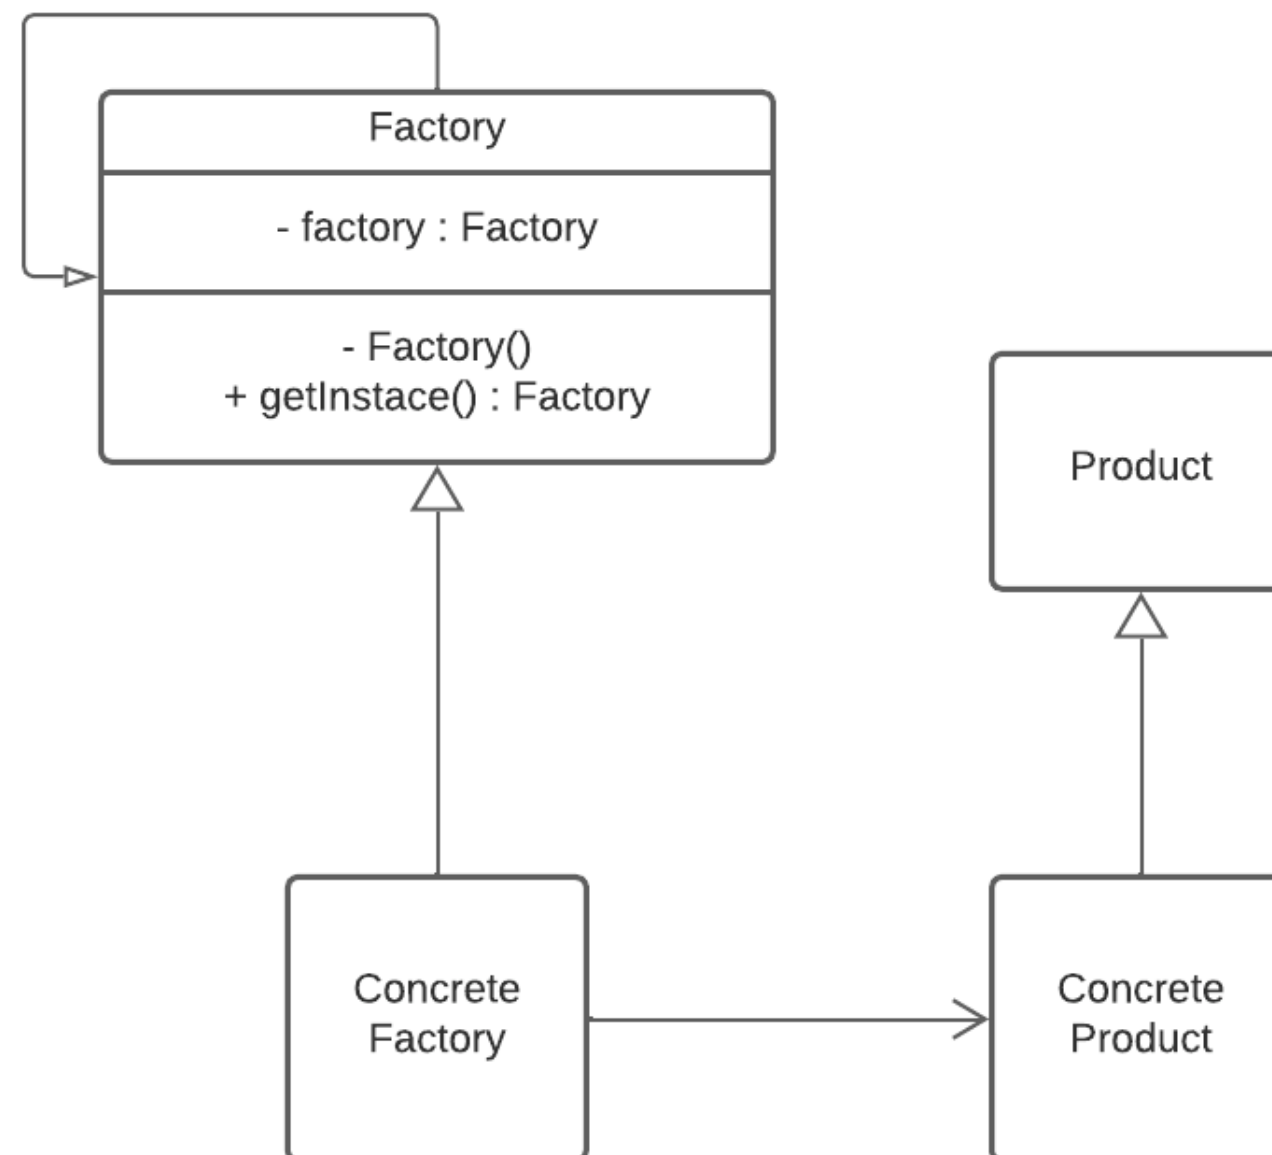 Factory
- factory : Factory
- Factory()
+ getInstace() : Factory
Product
Concrete
Factory
Concrete
Product